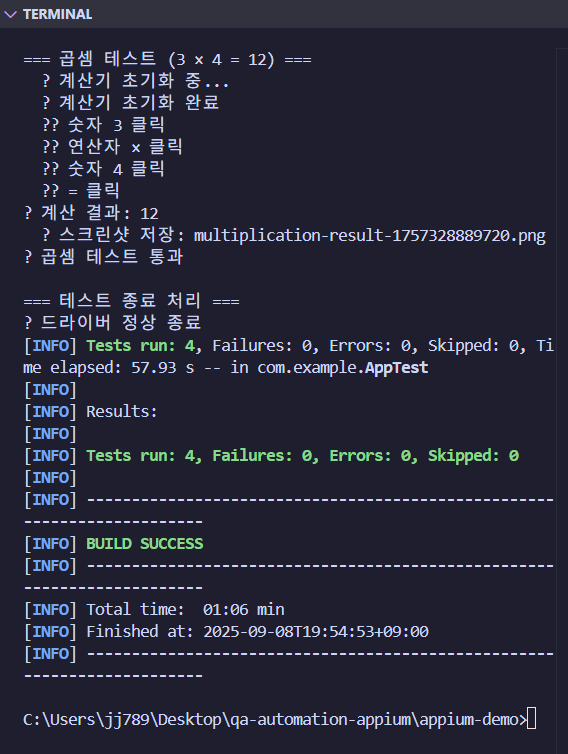 TERMINAL
=== 곱셈 테스트 (3 × 4 = 12) ===
? 계산기 초기화 중...
? 계산기 초기화 완료
?? 숫자 3 클릭
?? 연산자 × 클릭
?? 숫자 4 클릭
?? = 클릭
? 계산 결과: 12
? 스크린샷 저장: multiplication-result-1757328889720.png
? 곱셈 테스트 통과
=== 테스트 종료 처리 ===
? 드라이버 정상 종료
[INFO] Tests run: 4, Failures: 0, Errors: 0, Skipped: 0, Ti
me elapsed: 57.93 s -- in com.example.AppTest
[INFO]
[INFO] Results:
[INFO]
[INFO] Tests run: 4, Failures: 0, Errors: 0, Skipped: 0
[INFO]
[INFO] ----------------------------------------------------
--------------------
[INFO] BUILD SUCCESS
[INFO] ----------------------------------------------------
--------------------
[INFO] Total time:  01:06 min
[INFO] Finished at: 2025-09-08T19:54:53+09:00
[INFO] ----------------------------------------------------
--------------------
C:\Users\jj789\Desktop\qa-automation-appium\appium-demo>